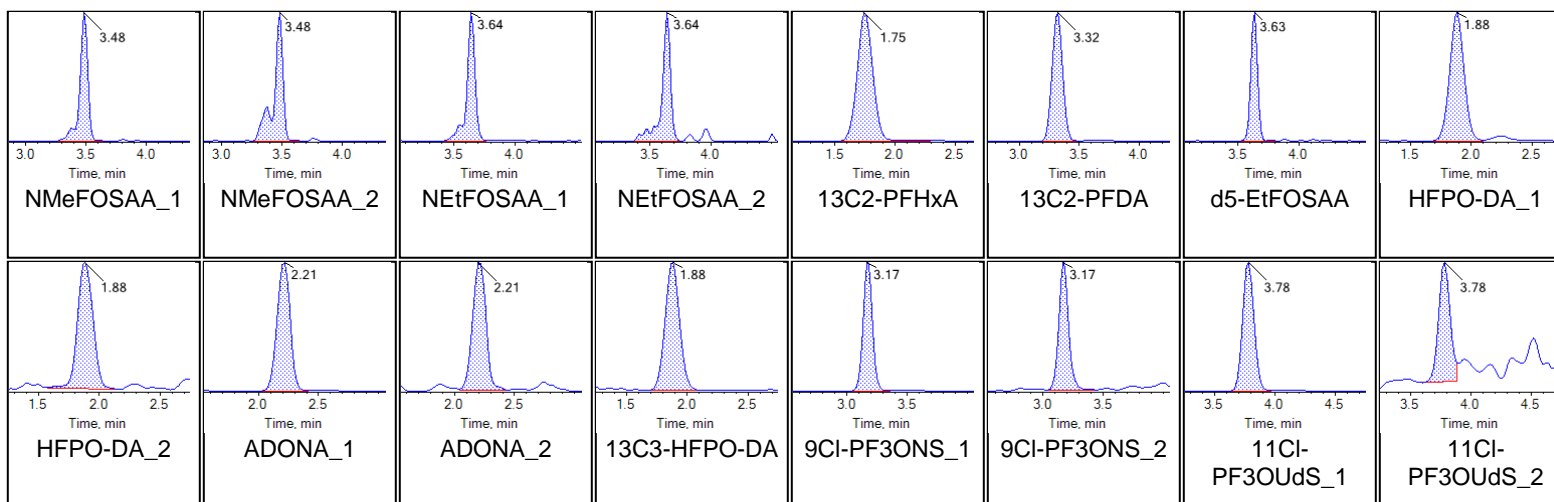 3.48 3.48 3.64 3.64 1.75 3.32 3.63 1.88
3.0 3.5 4.0 3.0 3.5 4.0 3.5 4.0 3.5 4.0 1.5 2.0 2.5 3.0 3.5 4.0 3.5 4.0 1.5 2.0 2.5
Time, min Time, min Time, min Time, min Time, min Time, min Time, min Time, min
NMeFOSAA_1 NMeFOSAA_2 NEtFOSAA_1 NEtFOSAA_2 13C2-PFHxA 13C2-PFDA d5-EtFOSAA HFPO-DA_1
1.88 2.21 2.21 1.88 3.17 3.17 3.78 3.78
1.5 2.0 2.5 2.0 2.5 2.0 2.5 1.5 2.0 2.5 3.0 3.5 3.0 3.5 3.5 4.0 4.5 3.5 4.0 4.5
Time, min Time, min Time, min Time, min Time, min Time, min Time, min Time, min
HFPO-DA_2 ADONA_1 ADONA_2 13C3-HFPO-DA 9Cl-PF3ONS_1 9Cl-PF3ONS_2 11Cl- 11Cl-
PF3OUdS_1 PF3OUdS_2